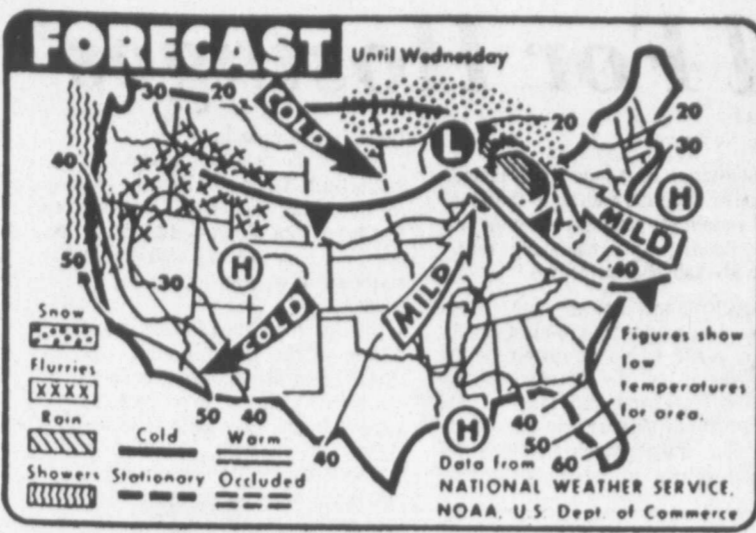 FORECAST
Until Wednesday
30
20
COLD
20
20
30
L
H
MILD
40
40
50
30
H
COLD
MILD
40
Snow
Flurries
XXXX
Rain
Showers
Cold
Warm
Stationary
Occluded
50
40
40
H
40
50
60
Figures show
low
temperatures
for area.
Data from
NATIONAL WEATHER SERVICE,
NOAA, U.S. Dept. of Commerce